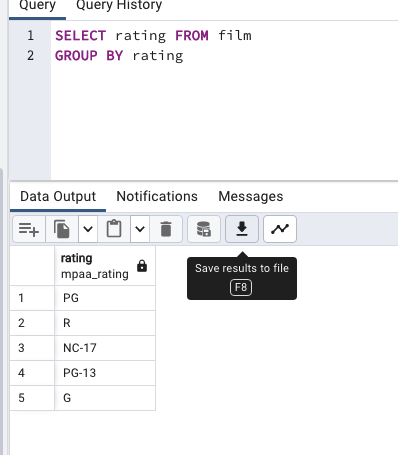 Query Query History
1 SELECT rating FROM film
2 GROUP BY rating
Data Output Notifications Messages
Save results to file
F8
rating
mpaa_rating
1 PG
2 R
3 NC-17
4 PG-13
5 G